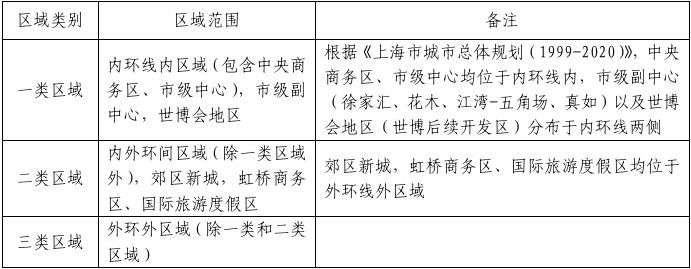 区域类别 区域范围 备注
一类区域
内环线内区域(包含中央商
务区、市级中心),市级副
中心,世博会地区
根据《上海市城市总体规划(1999-2020)》,中央
商务区、市级中心均位于内环线内,市级副中心
(徐家汇、花木、江湾-五角场、真如)以及世博
会地区(世博后续开发区)分布于内环线两侧
二类区域
内外环间区域(除一类区域
外),郊区新城,虹桥商务
区、国际旅游度假区
郊区新城,虹桥商务区、国际旅游度假区均位于
外环线外区域
三类区域
外环外区域(除一类和二类
区域)